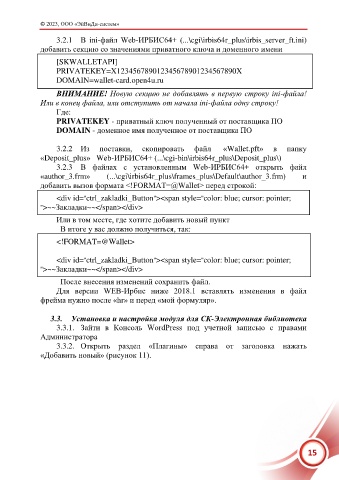 © 2023, ООО «ЭйВиДи-систем»
3.2.1 В ini-файл Web-ИРБИС64+ (...\cgi\irbis64r_plus\irbis_server_ft.ini)
добавить секцию со значениями приватного ключа и доменного имени
[SKWALLETAPI]
PRIVATEKEY=X123456789012345678901234567890X
DOMAIN=wallet-card.open4u.ru
ВНИМАНИЕ! Новую секцию не добавлять в первую строку ini-файла!
Или в конец файла, или отступить от начала ini-файла одну строку!
Где:
PRIVATEKEY - приватный ключ полученный от поставщика ПО
DOMAIN - доменное имя полученное от поставщика ПО
3.2.2 Из поставки, скопировать файл «Wallet.pft» в папку
«Deposit_plus» Web-ИРБИС64+ (...\cgi-bin\irbis64r_plus\Deposit_plus\)
3.2.3 В файлах с установленным Web-ИРБИС64+ открыть файл
«author_3.frm» (...\cgi\irbis64r_plus\frames_plus\Default\author_3.frm) и
добавить вызов формата <!FORMAT=@Wallet> перед строкой:
<div id="ctrl_zakladki_Button"><span style="color: blue; cursor: pointer;
">~~Закладки~~</span></div>
Или в том месте, где хотите добавить новый пункт
В итоге у вас должно получиться, так:
<!FORMAT=@Wallet>
<div id="ctrl_zakladki_Button"><span style="color: blue; cursor: pointer;
">~~Закладки~~</span></div>
После внесения изменений сохранить файл.
Для версии WEB-Ирбис ниже 2018.1 вставлять изменения в файл
фрейма нужно после «hr» и перед «мой формуляр».
3.3. Установка и настройка модуля для СК-Электронная библиотека
3.3.1. Зайти в Консоль WordPress под учетной записью с правами
Администратора
3.3.2. Открыть раздел «Плагины» справа от заголовка нажать
«Добавить новый» (рисунок 11).
15